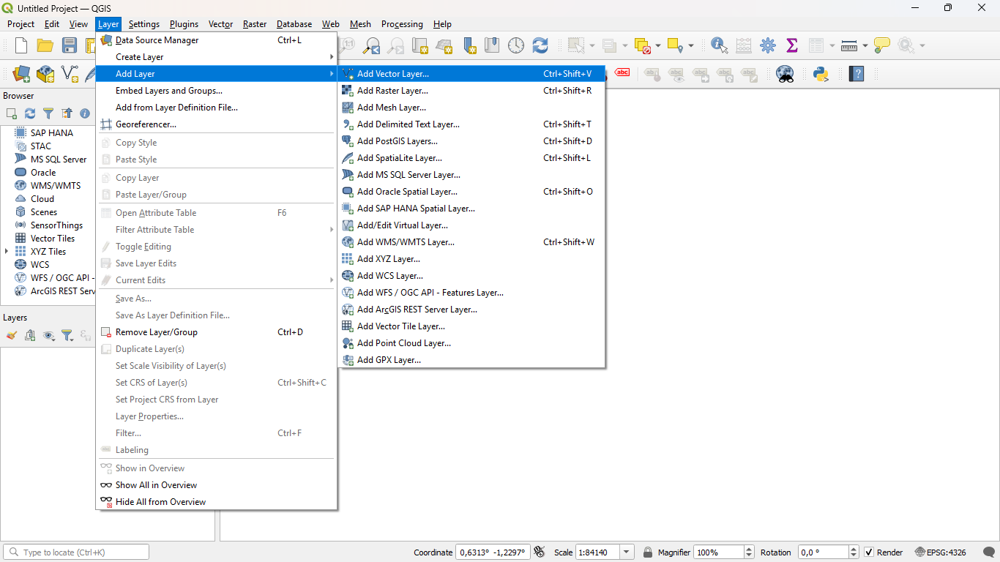 Untitled Project — QGIS
Project Edit View Layer Settings Plugins Vector Raster Database Web Mesh Processing Help
Data Source Manager Ctrl+L
Create Layer
Add Layer
Embed Layers and Groups...
Add from Layer Definition File...
Georeferencer...
Copy Style
Paste Style
Copy Layer
Paste Layer/Group
Open Attribute Table F6
Filter Attribute Table
Toggle Editing
Save Layer Edits
Current Edits
Save As...
Save As Layer Definition File...
Remove Layer/Group Ctrl+D
Duplicate Layer(s)
Set Scale Visibility of Layer(s)
Set CRS of Layer(s) Ctrl+Shift+C
Set Project CRS from Layer
Layer Properties...
Filter... Ctrl+F
Labeling
Show in Overview
Show All in Overview
Hide All from Overview
Add Vector Layer... Ctrl+Shift+V
Add Raster Layer... Ctrl+Shift+R
Add Mesh Layer...
Add Delimited Text Layer... Ctrl+Shift+T
Add PostGIS Layers... Ctrl+Shift+D
Add SpatiaLite Layer... Ctrl+Shift+L
Add MS SQL Server Layer...
Add Oracle Spatial Layer... Ctrl+Shift+O
Add SAP HANA Spatial Layer...
Add/Edit Virtual Layer...
Add WMS/WMTS Layer... Ctrl+Shift+W
Add XYZ Layer...
Add WCS Layer...
Add WFS / OGC API - Features Layer...
Add ArcGIS REST Server Layer...
Add Vector Tile Layer...
Add Point Cloud Layer...
Add GPX Layer...
abc
Browser
SAP HANA
STAC
MS SQL Server
Oracle
WMS/WMTS
Cloud
Scenes
SensorThings
Vector Tiles
XYZ Tiles
WCS
WFS / OGC API -
ArcGIS REST Serv
Layers
Type to locate (Ctrl+K)
Coordinate 0,6313° -1,2297° Scale 1:84140 Magnifier 100% Rotation 0,0 ° Render EPSG:4326